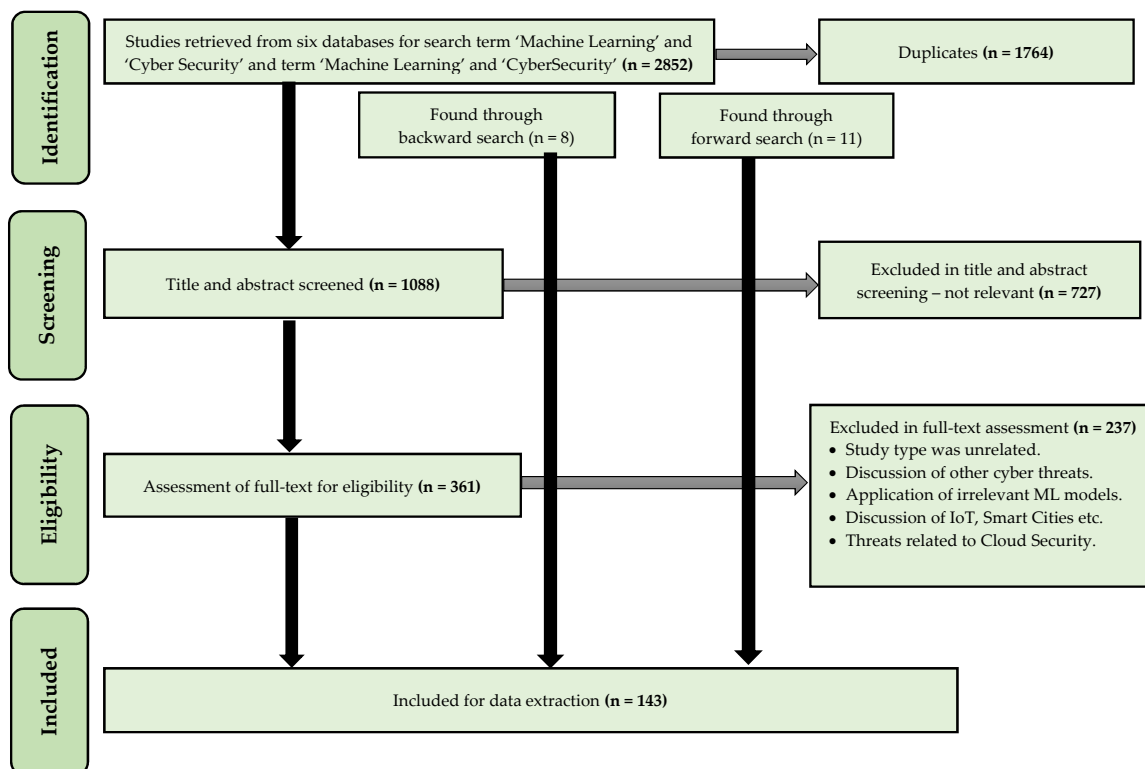 Identification
Studies retrieved from six databases for search term ‘Machine Learning’ and
‘Cyber Security’ and term ‘Machine Learning’ and ‘CyberSecurity’ (n = 2852)
Duplicates (n = 1764)
Found through
backward search (n = 8)
Found through
forward search (n = 11)
Screening
Title and abstract screened (n = 1088)
Excluded in title and abstract
screening – not relevant (n = 727)
Eligibility
Assessment of full-text for eligibility (n = 361)
Excluded in full-text assessment (n = 237)
• Study type was unrelated.
• Discussion of other cyber threats.
• Application of irrelevant ML models.
• Discussion of IoT, Smart Cities etc.
• Threats related to Cloud Security.
Included
Included for data extraction (n = 143)